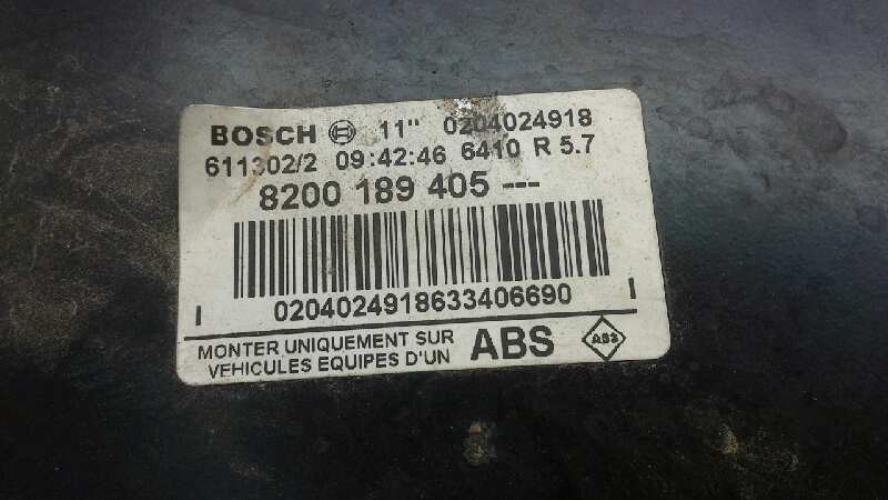 BOSCH 11" 0204024918
611302/2 09:42:46 6410 R 5.7
8200 189 405 ---
0204024918633406690
MONTER UNIQUEMENT SUR
VEHICULES EQUIPES D'UN ABS
ABS